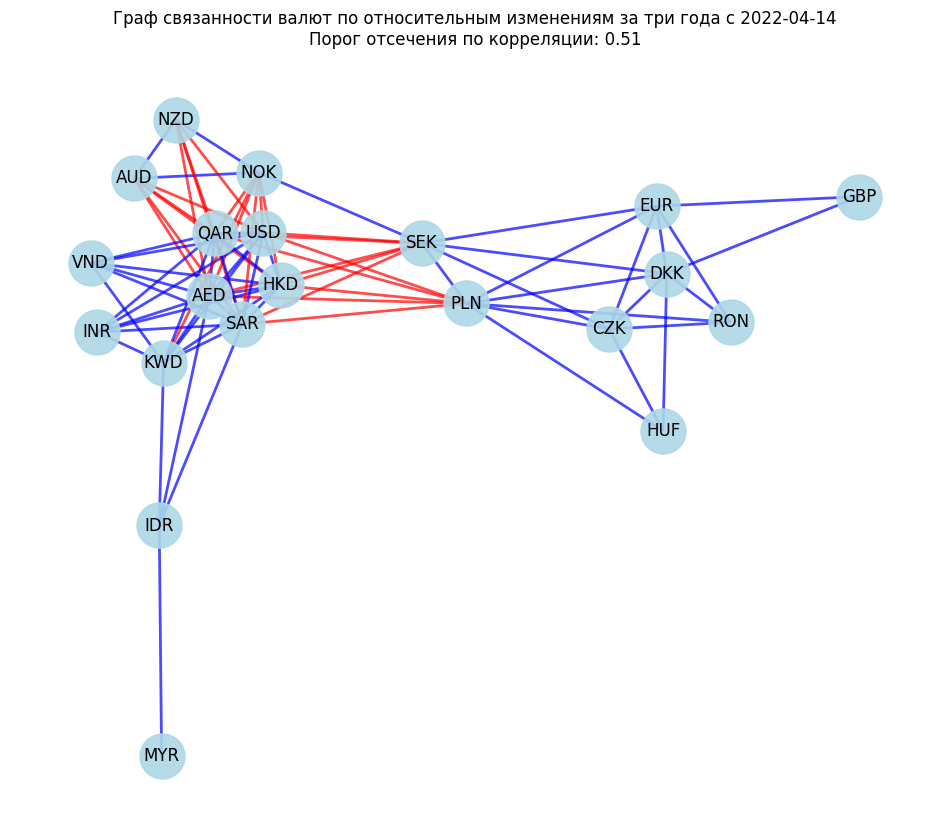 Граф связанности валют по относительным изменениям за три года с 2022-04-14
Порог отсечения по корреляции: 0.51
NZD
NOK
AUD
GBP
EUR
QAR
USD
SEK
VND
DKK
HKD
AED
PLN
SAR
RON
CZK
INR
KWD
HUF
IDR
MYR